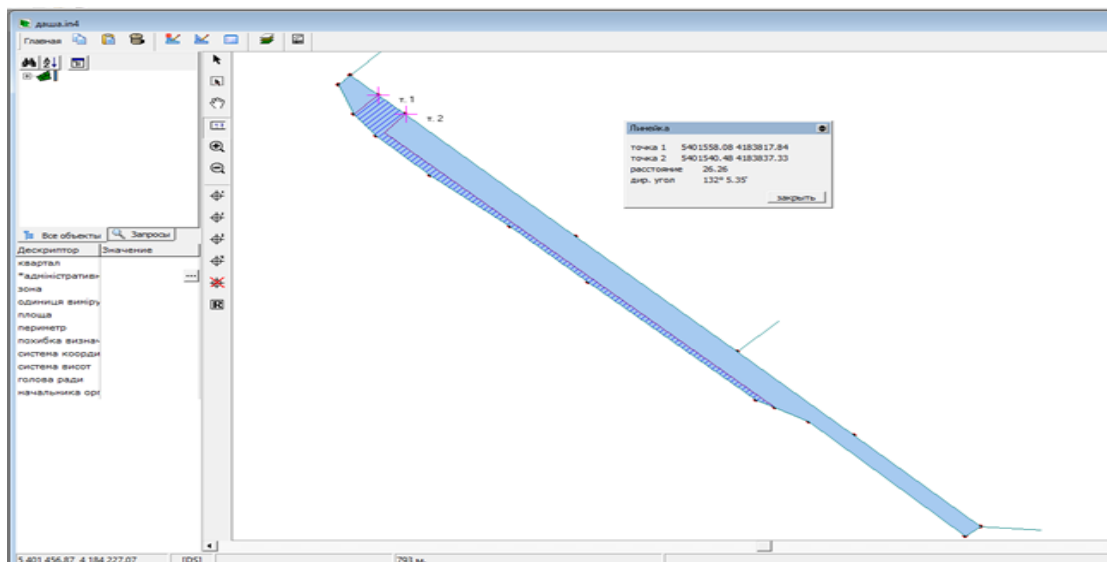 даша.in4
Главная
т. 1
т. 2
Линейка
точка 1 5401558.08 4183817.84
точка 2 5401540.48 4183837.33
расстояние 26.26
дир. угол 132° 5.35'
закрыть
Все объекты Запросы
Дескриптор Значение
квартал
*адміністративн
зона
одиниця виміру
площа
периметр
похибка визнач
система коорди
система висот
голова ради
начальника орг
5 401 456.87 4 184 227.07 [DS] 793 м.